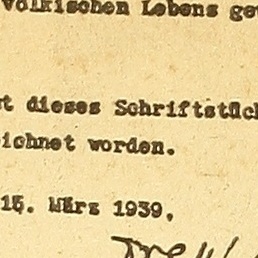 völkischen Lebens ge
t dieses Schriftstück
ichnet worden.
15. März 1939.